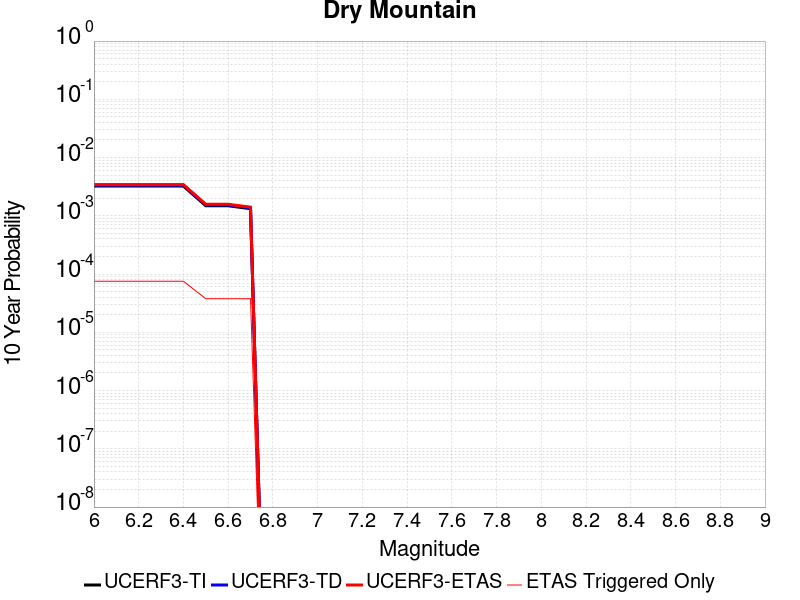 Dry Mountain
10^0
10^-1
10^-2
10^-3
10^-4
10^-5
10^-6
10^-7
10^-8
10 Year Probability
6 6.2 6.4 6.6 6.8 7 7.2 7.4 7.6 7.8 8 8.2 8.4 8.6 8.8 9
Magnitude
UCERF3-TI UCERF3-TD UCERF3-ETAS ETAS Triggered Only